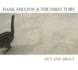 HANK SHIZZOE & THE DIRECTORS
OUT AND ABOUT